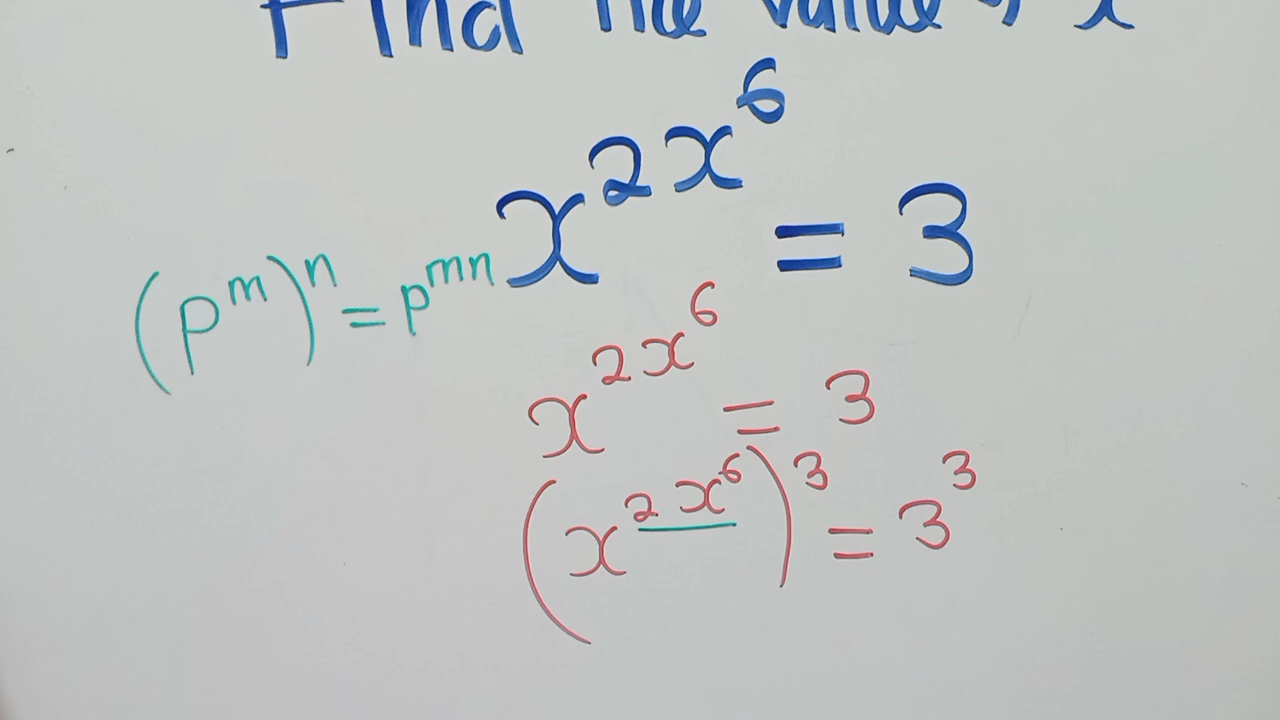 Find the value of x
x^{2x^6} = 3
(p^m)^n = p^{mn}
x^{2x^6} = 3
(x^{2x^6})^3 = 3^3